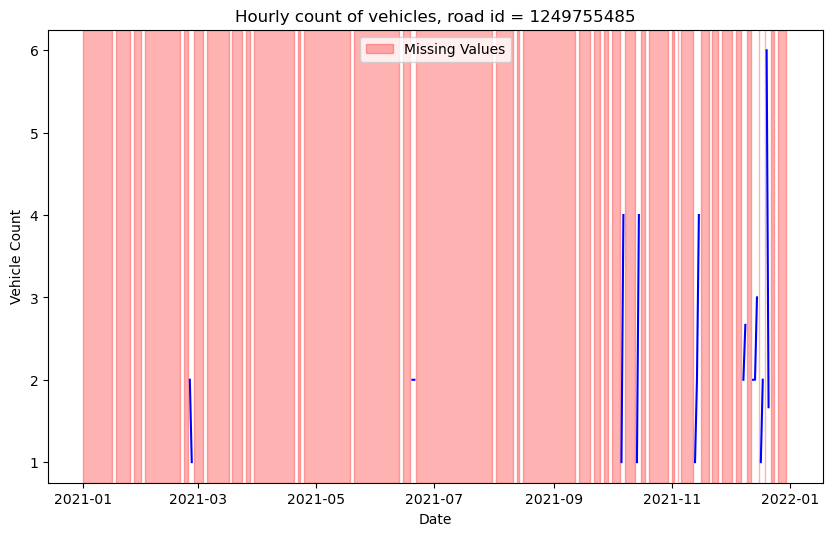 Hourly count of vehicles, road id = 1249755485
Missing Values
6
5
4
3
2
1
Vehicle Count
2021-01 2021-03 2021-05 2021-07 2021-09 2021-11 2022-01
Date